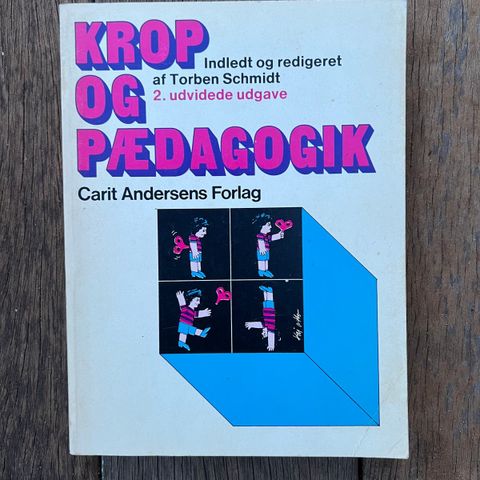 KROP
Indledt og redigeret
af Torben Schmidt
OG
2. udvidede udgave
PÆDAGOGIK
Carit Andersens Forlag